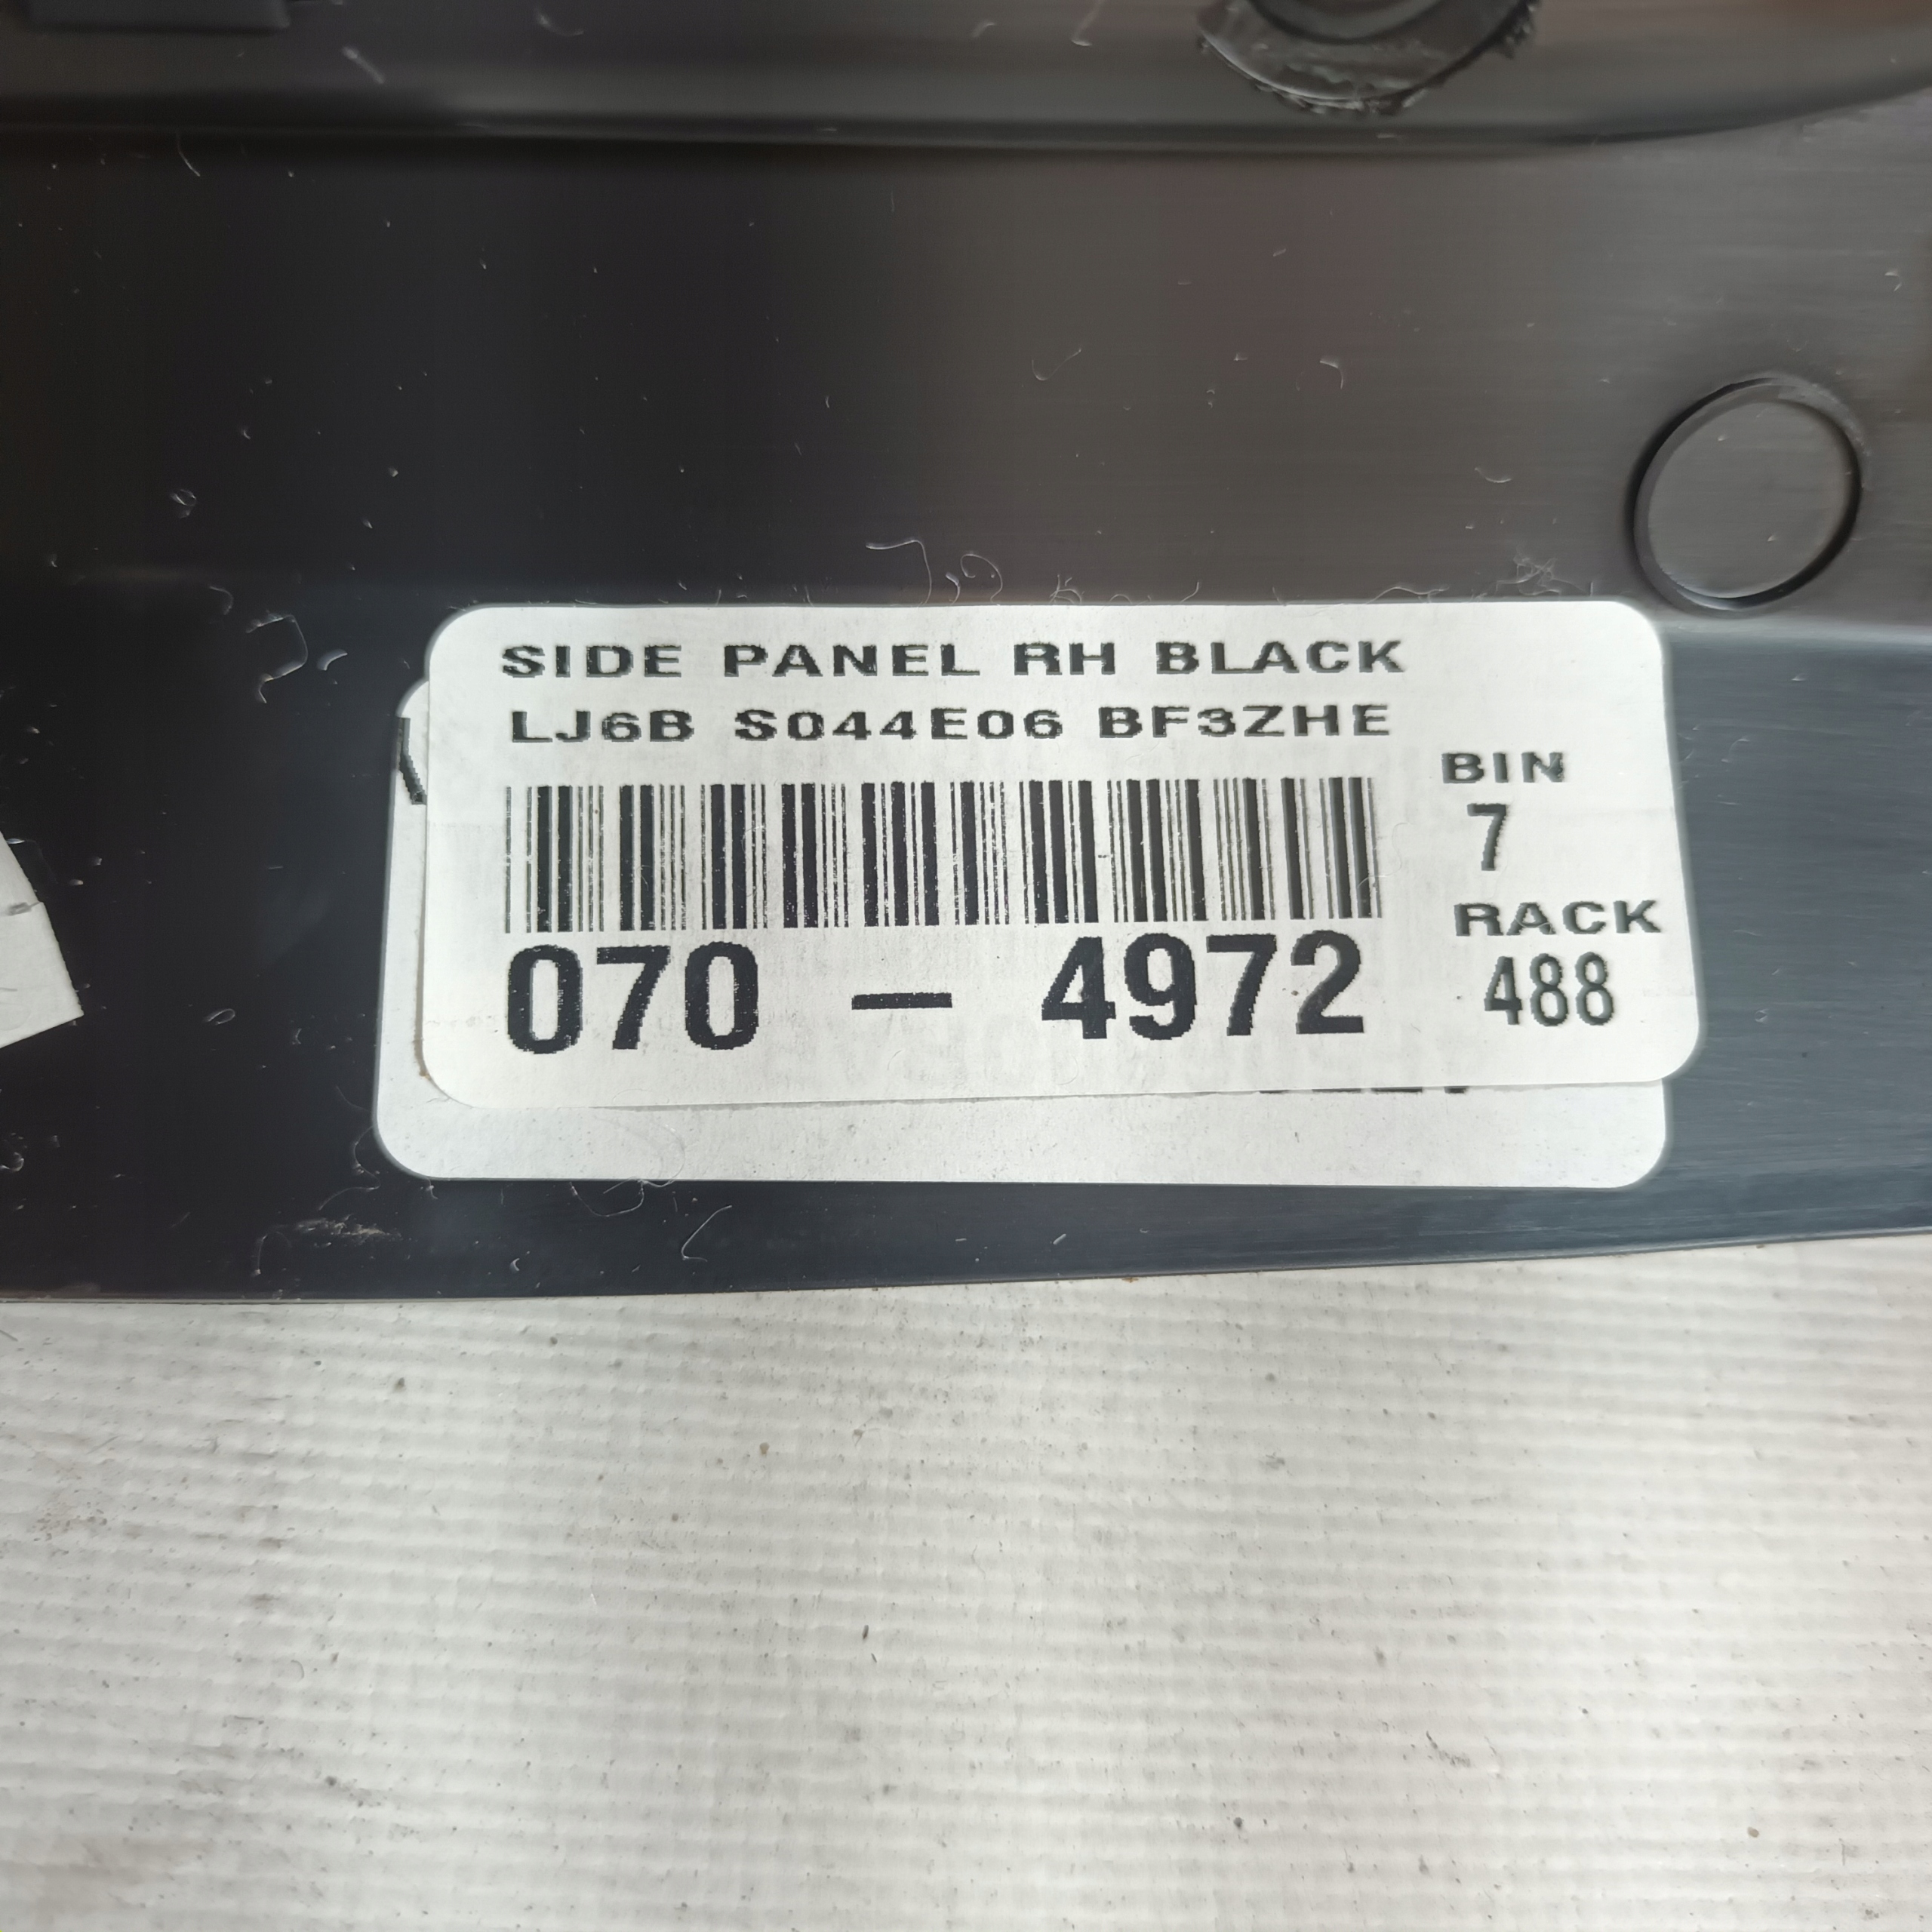 SIDE PANEL RH BLACK
LJ6B S044E06 BF3ZHE
BIN
7
RACK
488
070 - 4972